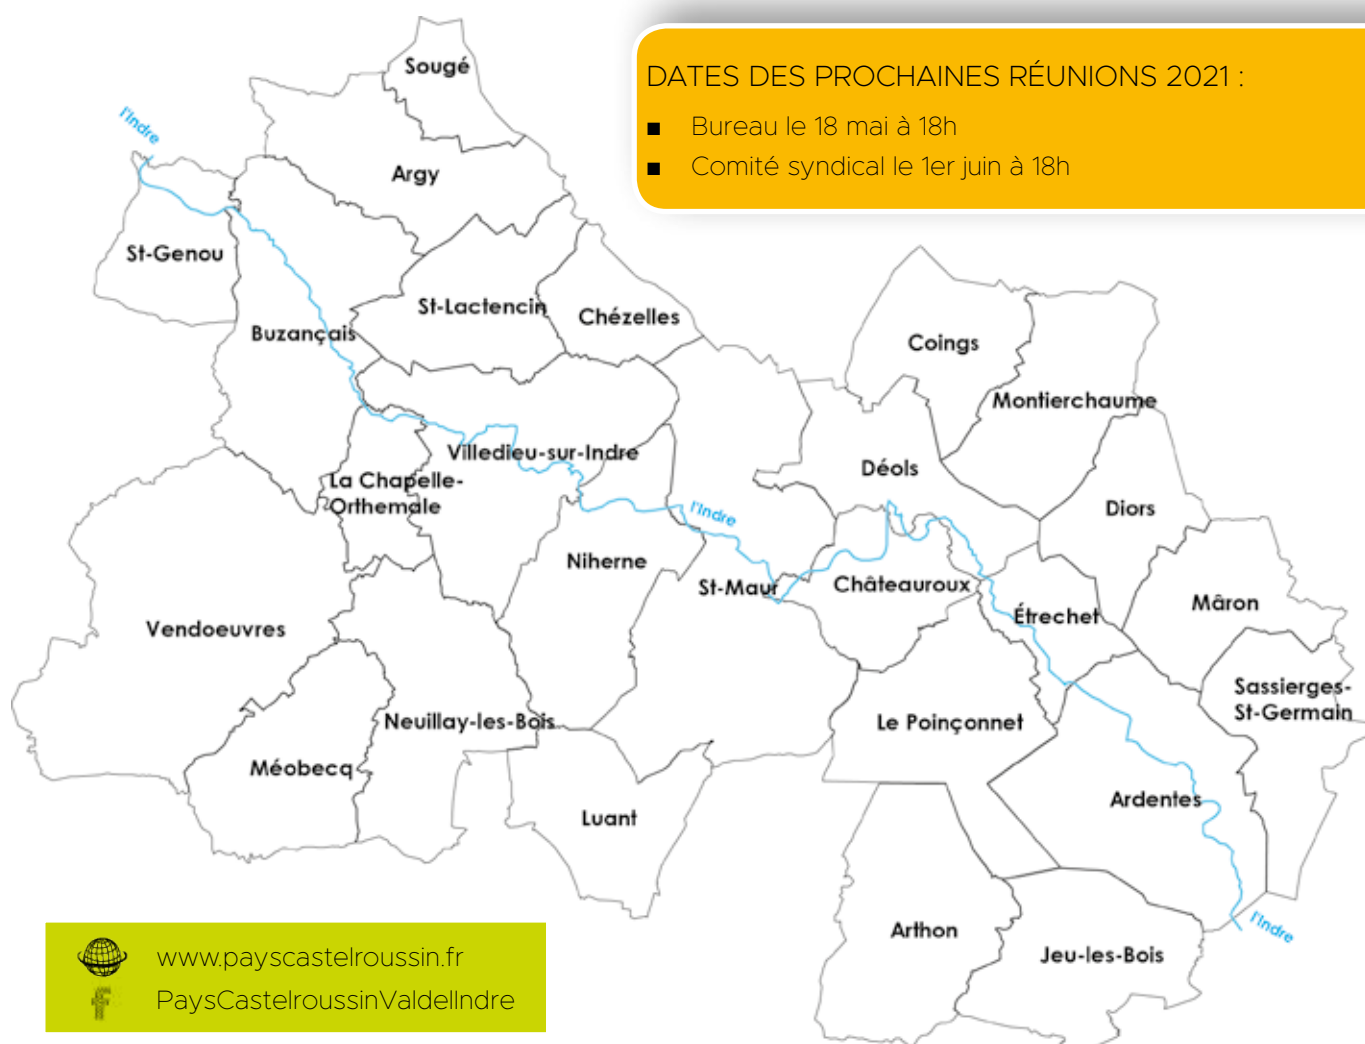 DATES DES PROCHAINES RÉUNIONS 2021 :
■ Bureau le 18 mai à 18h
■ Comité syndical le 1er juin à 18h
Sougé
l'Indre
Argy
St-Genou
St-Lactencin
Chézelles
Buzançais
Coings
Montierchaume
Villedieu-sur-Indre
Déols
La Chapelle-
Orthemale
l'Indre
Diors
Niherne
St-Maur
Châteauroux
Étrechet
Mâron
Vendoeuvres
Sassierges-
St-Germain
Neuillay-les-Bois
Le Poinçonnet
Méobecq
Ardentes
Luant
Arthon
l'Indre
Jeu-les-Bois
www.payscastelroussin.fr
PaysCastelroussinValdelIndre